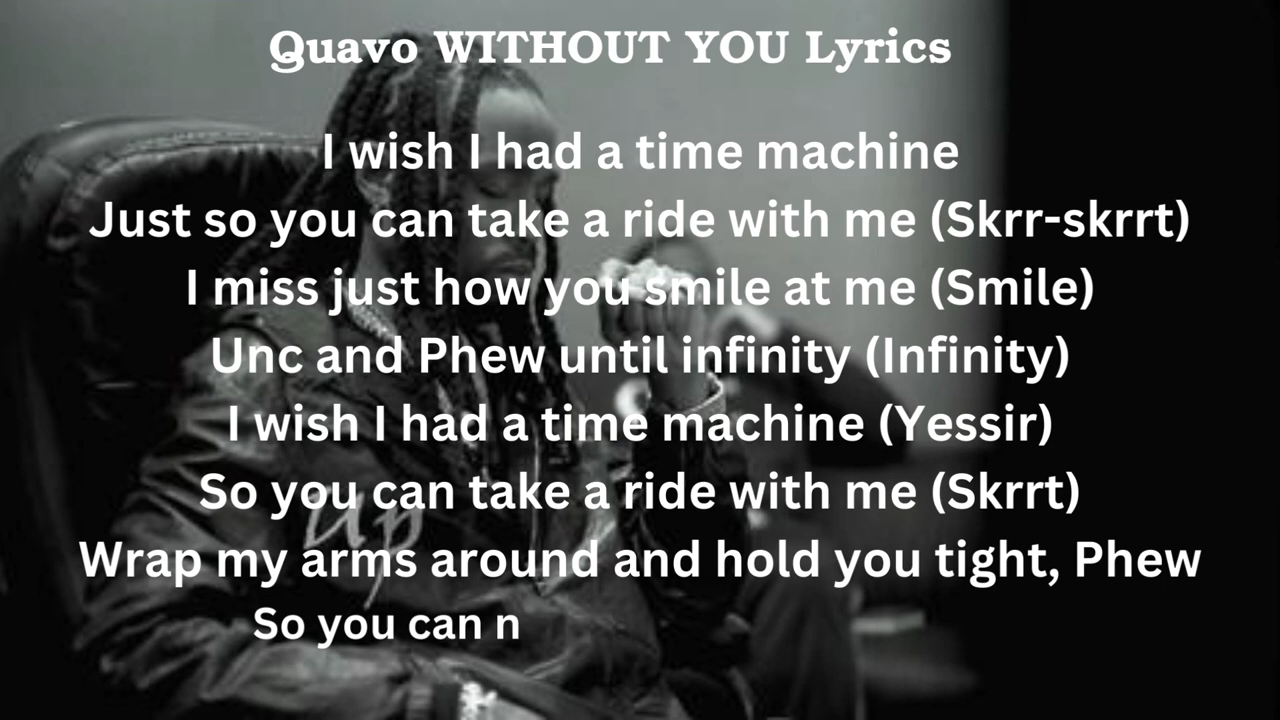 Quavo WITHOUT YOU Lyrics
I wish I had a time machine
Just so you can take a ride with me (Skrr-skrrt)
I miss just how you smile at me (Smile)
Unc and Phew until infinity (Infinity)
I wish I had a time machine (Yessir)
So you can take a ride with me (Skrrt)
Wrap my arms around and hold you tight, Phew
So you can n
Up